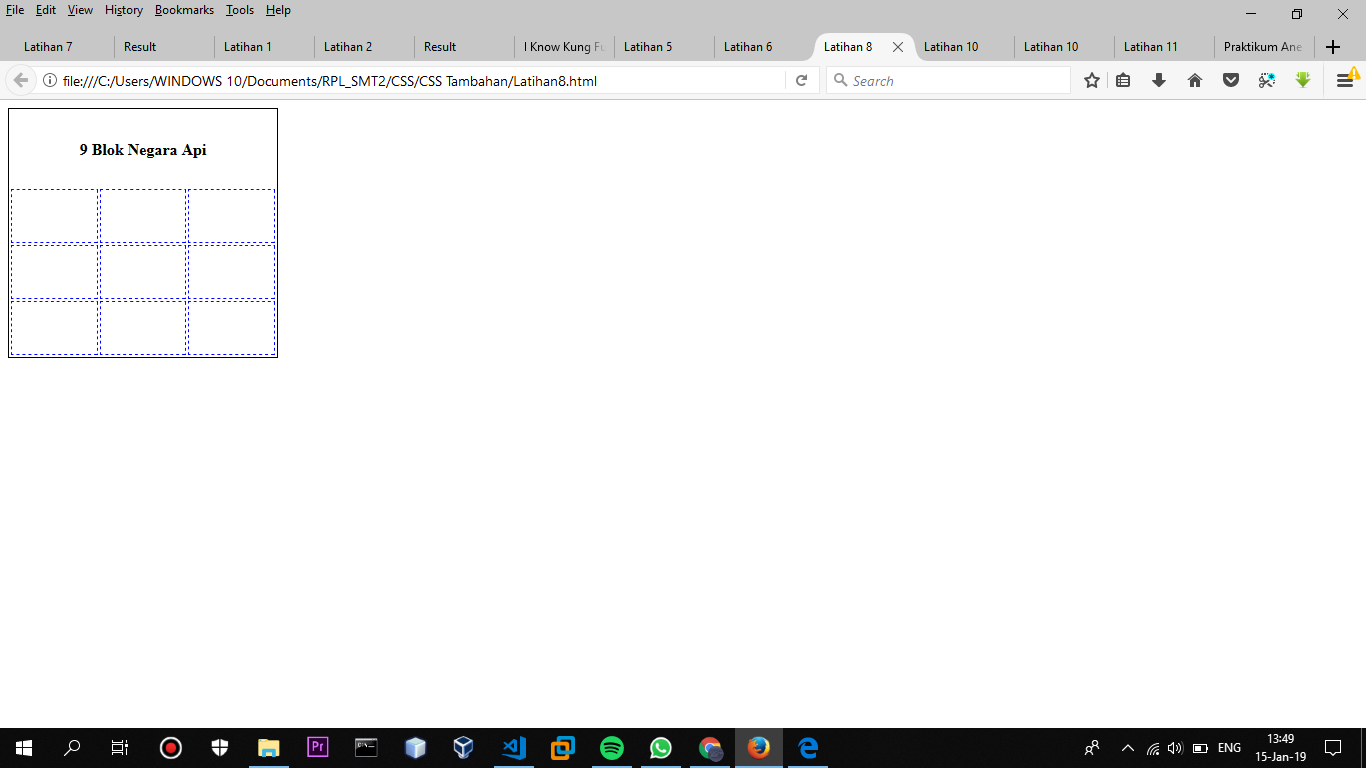 File Edit View History Bookmarks Tools Help
Latihan 7 Result Latihan 1 Latihan 2 Result I Know Kung Fu Latihan 5 Latihan 6 Latihan 8 Latihan 10 Latihan 10 Latihan 11 Praktikum Ane
file:///C:/Users/WINDOWS 10/Documents/RPL_SMT2/CSS/CSS Tambahan/Latihan8.html Search
9 Blok Negara Api
Pr ENG 13:49
15-Jan-19